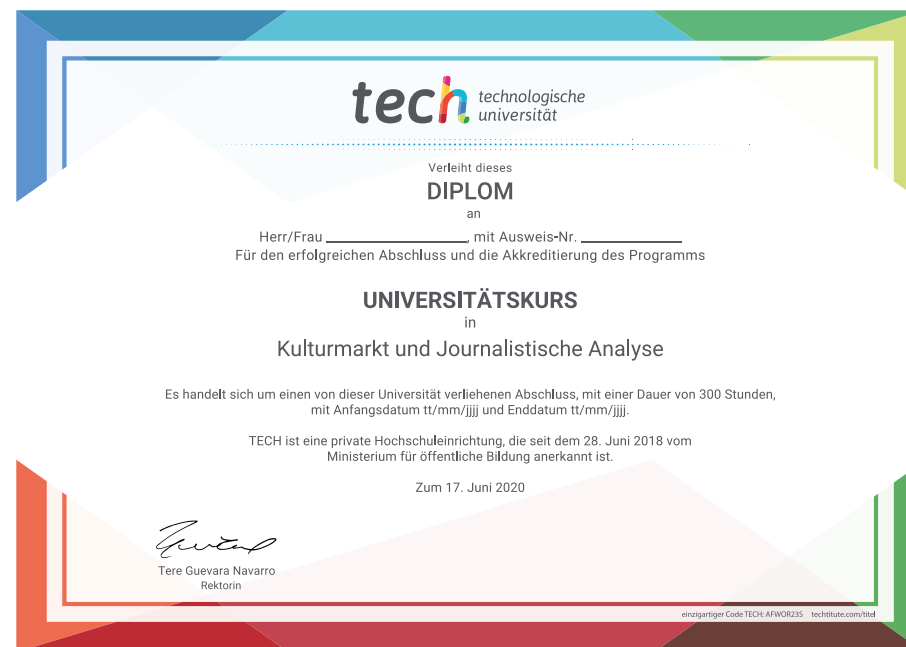 tech technologische
universität
Verleiht dieses
DIPLOM
an
Herr/Frau ____________________, mit Ausweis-Nr. ______________
Für den erfolgreichen Abschluss und die Akkreditierung des Programms
UNIVERSITÄTSKURS
in
Kulturmarkt und Journalistische Analyse
Es handelt sich um einen von dieser Universität verliehenen Abschluss, mit einer Dauer von 300 Stunden,
mit Anfangsdatum tt/mm/jjjj und Enddatum tt/mm/jjjj.
TECH ist eine private Hochschuleinrichtung, die seit dem 28. Juni 2018 vom
Ministerium für öffentliche Bildung anerkannt ist.
Zum 17. Juni 2020
Tere Guevara Navarro
Rektorin
einzigartiger Code TECH: AFWOR23S techtitute.com/titel